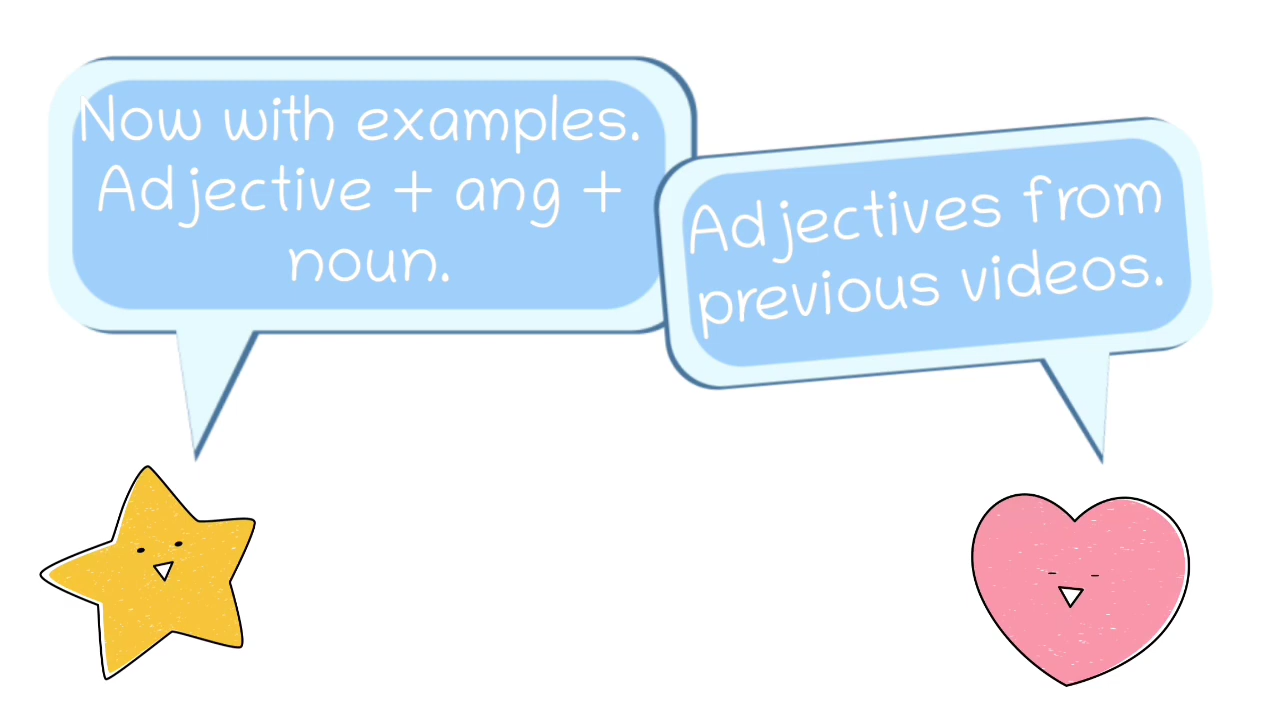 Now with examples.
Adjective + ang +
noun.
Adjectives from
previous videos.